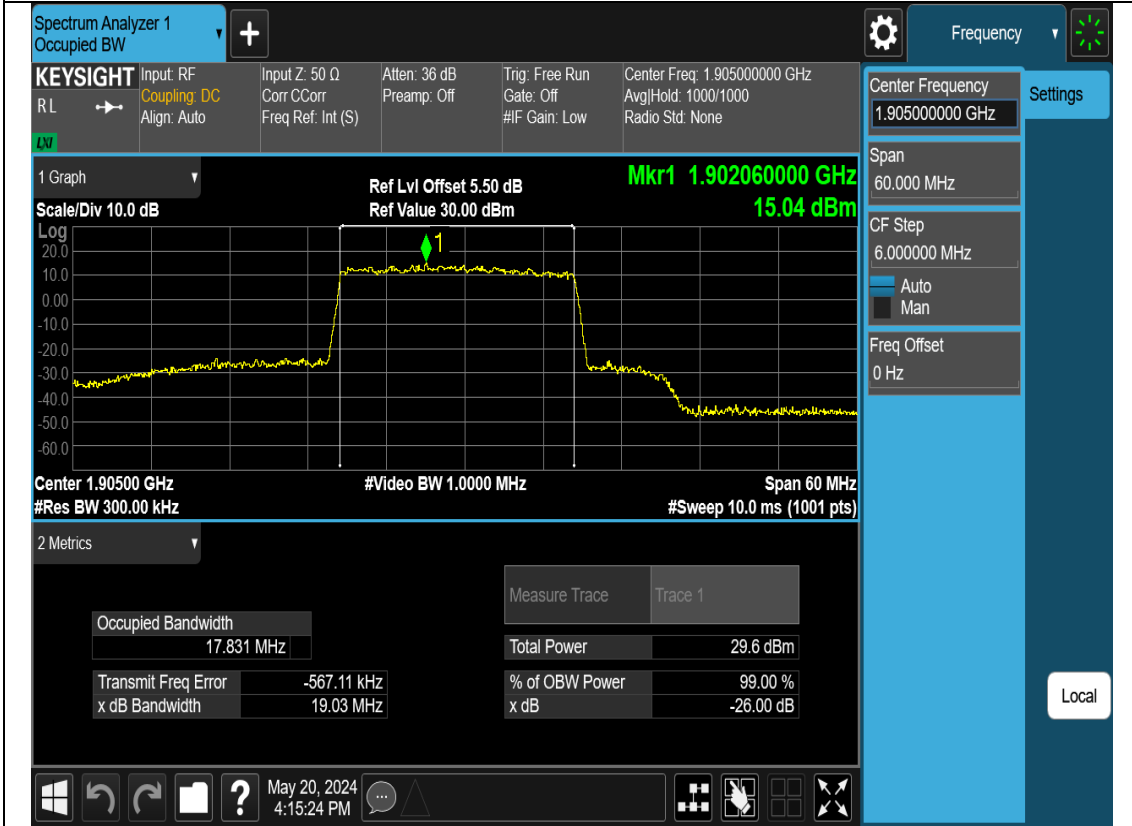 Spectrum Analyzer 1
Occupied BW
+
Frequency
KEYSIGHT
R L
LXI
Input: RF
Coupling: DC
Align: Auto
Input Z: 50 Ω
Corr CCorr
Freq Ref: Int (S)
Atten: 36 dB
Preamp: Off
Trig: Free Run
Gate: Off
#IF Gain: Low
Center Freq: 1.905000000 GHz
Avg|Hold: 1000/1000
Radio Std: None
Center Frequency
1.905000000 GHz
Settings
Span
60.000 MHz
CF Step
6.000000 MHz
Auto
Man
Freq Offset
0 Hz
Local
1 Graph
Scale/Div 10.0 dB
Ref Lvl Offset 5.50 dB
Ref Value 30.00 dBm
Mkr1 1.902060000 GHz
15.04 dBm
Log
1
20.0
10.0
0.00
-10.0
-20.0
-30.0
-40.0
-50.0
-60.0
Center 1.90500 GHz
#Video BW 1.0000 MHz
Span 60 MHz
#Res BW 300.00 kHz
#Sweep 10.0 ms (1001 pts)
2 Metrics
Measure Trace
Trace 1
Occupied Bandwidth
17.831 MHz
Total Power
29.6 dBm
Transmit Freq Error
-567.11 kHz
% of OBW Power
99.00 %
x dB Bandwidth
19.03 MHz
x dB
-26.00 dB
?
May 20, 2024
4:15:24 PM